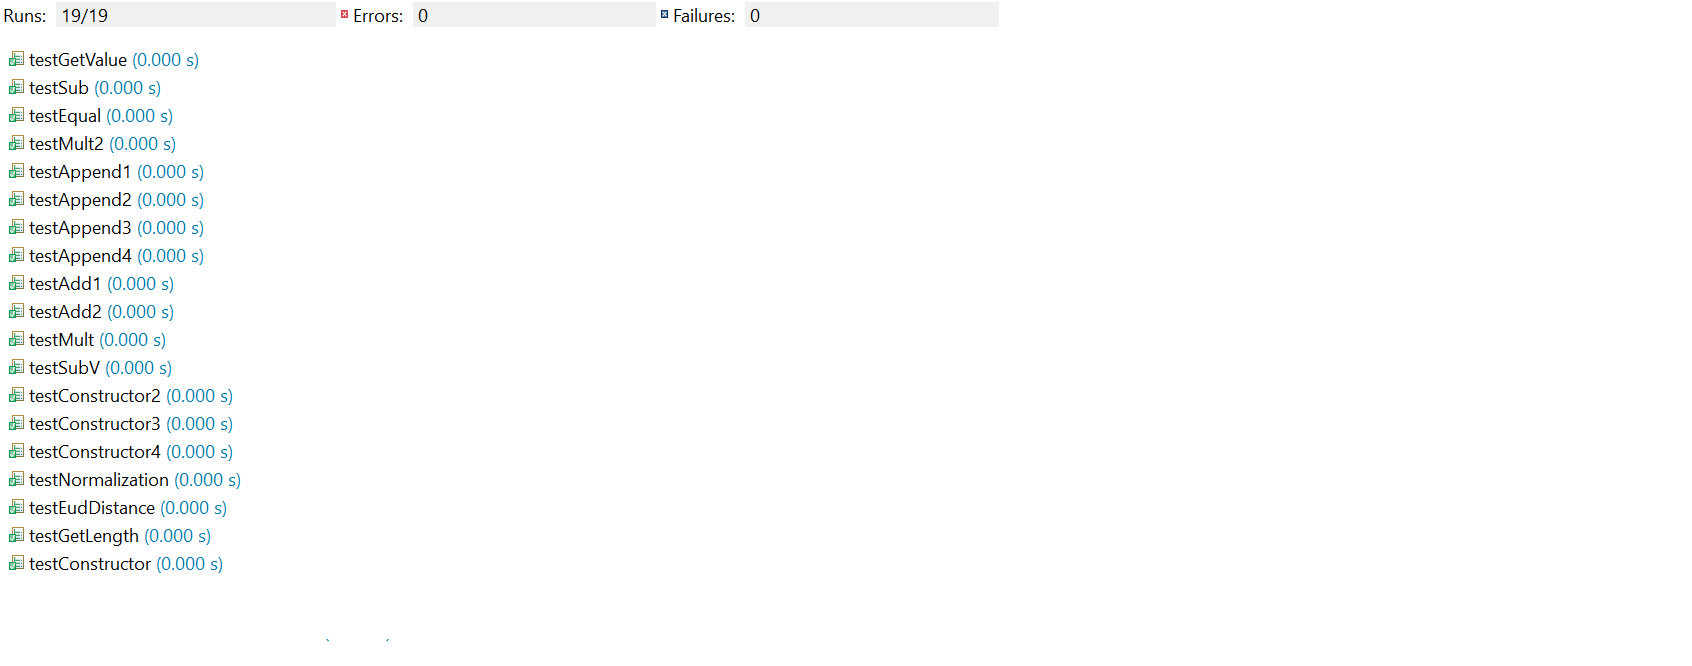 Runs: 19/19 Errors: 0 Failures: 0
testGetValue (0.000 s)
testSub (0.000 s)
testEqual (0.000 s)
testMult2 (0.000 s)
testAppend1 (0.000 s)
testAppend2 (0.000 s)
testAppend3 (0.000 s)
testAppend4 (0.000 s)
testAdd1 (0.000 s)
testAdd2 (0.000 s)
testMult (0.000 s)
testSubV (0.000 s)
testConstructor2 (0.000 s)
testConstructor3 (0.000 s)
testConstructor4 (0.000 s)
testNormalization (0.000 s)
testEudDistance (0.000 s)
testGetLength (0.000 s)
testConstructor (0.000 s)